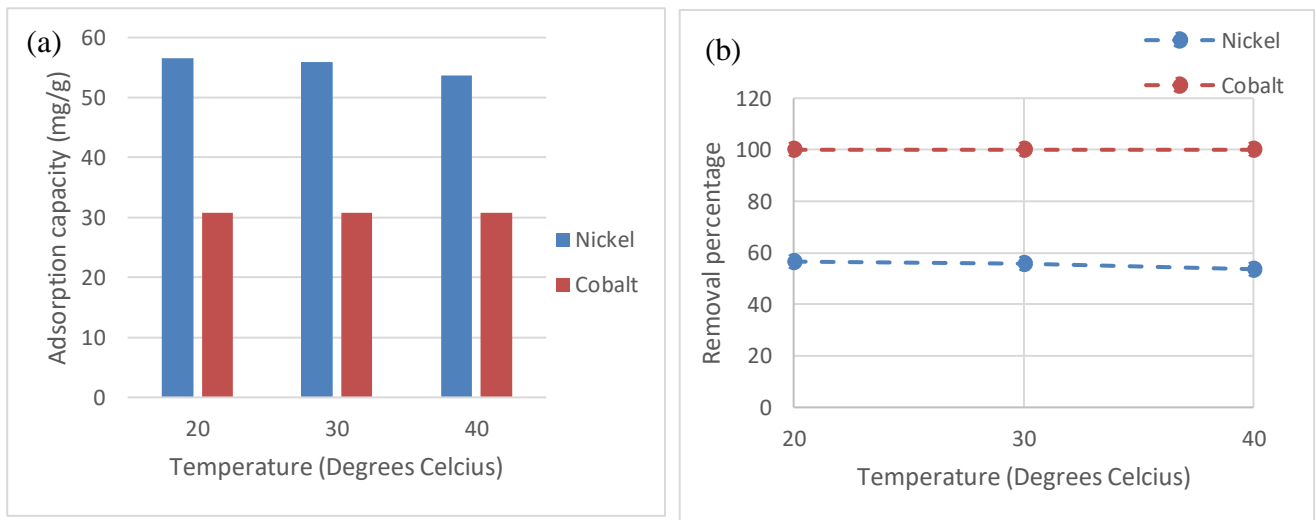 (a)
Adsorption capacity (mg/g)
60
50
40
30
20
10
0
20 30 40
Temperature (Degrees Celcius)
Nickel
Cobalt
(b)
Nickel
Cobalt
Removal percentage
120
100
80
60
40
20
0
20 30 40
Temperature (Degrees Celcius)